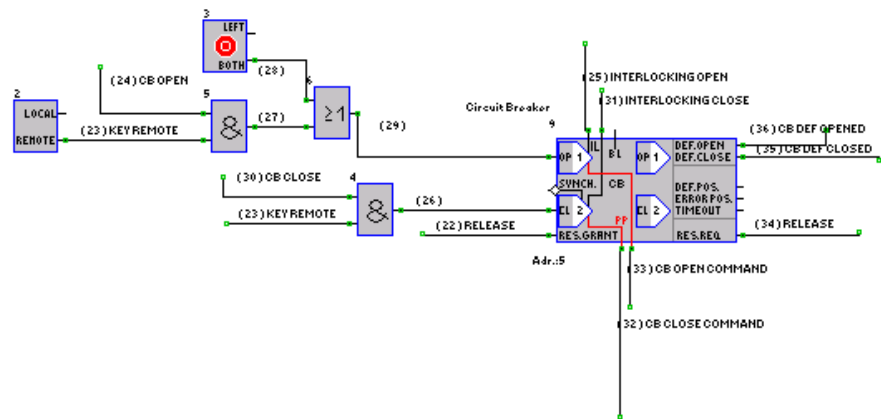 3
LEFT
BOTH
(28)
(24) CB OPEN
2
LOCAL
REMOTE
(23) KEY REMOTE
5
&
(27)
6
≥1
(29)
(25) INTERLOCKING OPEN
(31) INTERLOCKING CLOSE
Circuit Breaker
9
(36) CB DEF OPENED
(35) CB DEF CLOSED
OP 1
IL
BL
OP 1
DEF.OPEN
DEF.CLOSE
SYNCH.
CB
DEF.POS.
ERROR POS.
TIMEOUT
CL 2
PP
CL 2
RES.GRANT
RES.REQ.
(30) CB CLOSE
4
(23) KEY REMOTE
&
(26)
(22) RELEASE
(34) RELEASE
Adr.:5
(33) CB OPEN COMMAND
(32) CB CLOSE COMMAND